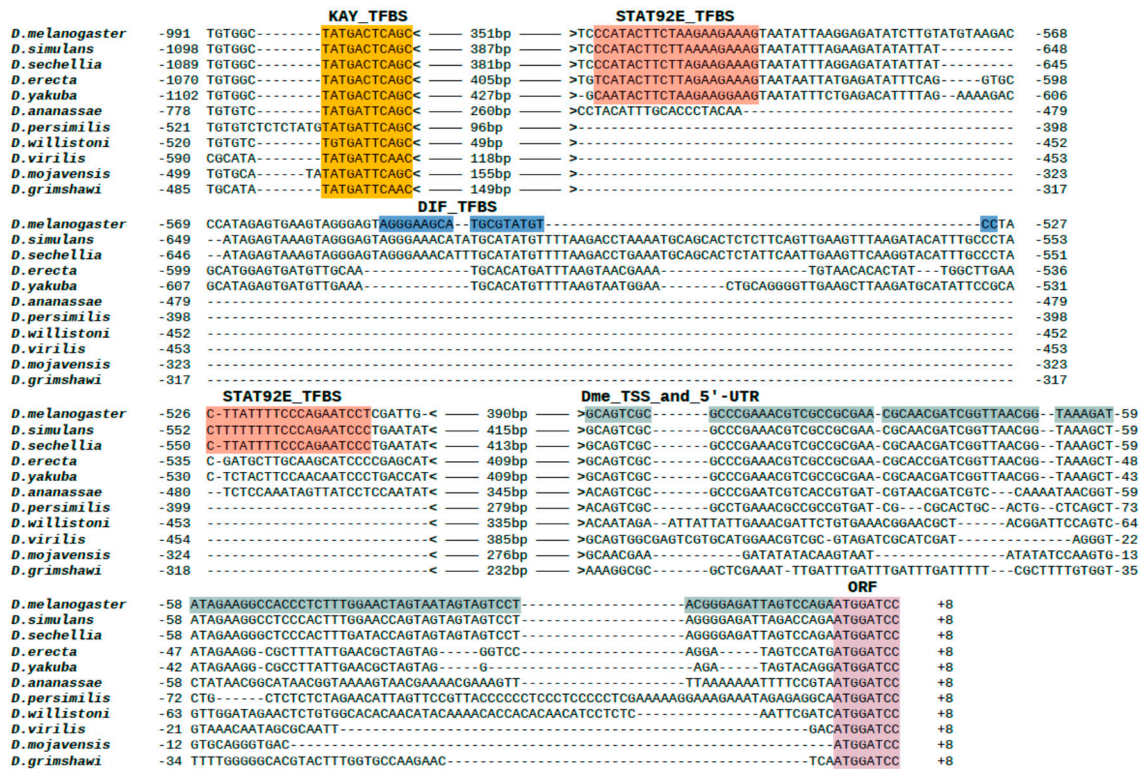 KAY_TFBS STAT92E_TFBS
D.melanogaster -991 TGTGGC--------TATGACTCAGC< —— 351bp —— >TCCCATACTTCTAAGAAGAAAGTAATATTAAGGAGATATCTTGTATGTAAGAC -568
D.simulans -1098 TGTGGC--------TATGACTCAGC< —— 387bp —— >TCCCATACTTCTTAAAAGAAAGTAATATTTAGAAGATATATTAT--------- -648
D.sechellia -1089 TGTGGC--------TATGACTCAGC< —— 381bp —— >TCCCATACTTCTTAGAAGAAAGTAATATTTAGGAGATATATTAT--------- -645
D.erecta -1070 TGTGGC--------TATGACTCAGC< —— 405bp —— >TGTCATACTTCTTAGAAGAAAGTAATAATTATGAGATATTTCAG-----GTGC -598
D.yakuba -1102 TGTGGC--------TATGACTCAGC< —— 427bp —— >-GCAATACTTCTAAGAAGGAAGTAATATTTCTGAGACATTTTAG--AAAAGAC -606
D.ananassae -778 TGTGTC--------TATGATTCAGC< —— 260bp —— >CCTACATTTGCACCCTACAA--------------------------------- -479
D.persimilis -521 TGTGTCTCTCTATGTATGATTCAGC< —— 96bp —— >----------------------------------------------------- -398
D.willistoni -520 TGTGTC--------TATGATTCAGC< —— 49bp —— >----------------------------------------------------- -452
D.virilis -590 CGCATA--------TATGATTCAAC< —— 118bp —— >----------------------------------------------------- -453
D.mojavensis -499 TGTGCA------TATATGATTCAGC< —— 155bp —— >----------------------------------------------------- -323
D.grimshawi -485 TGCATA--------TATGATTCAAC< —— 149bp —— >----------------------------------------------------- -317
DIF_TFBS
D.melanogaster -569 CCATAGAGTGAAGTAGGGAGTAGGGAAGCA--TGCGTATGT-----------------------------------------------------CCTA -527
D.simulans -649 --ATAGAGTAAAGTAGGGAGTAGGGAAACATATGCATATGTTTTAAGACCTAAAATGCAGCACTCTCTTCAGTTGAAGTTTAAGATACATTTGCCCTA -553
D.sechellia -646 --ATAGAGTAAAGTAGGGAGTAGGGAAACATTTGCATATGTTTTAAGACCTGAAATGCAGCACTCTATTCAATTGAAGTTCAAGGTACATTTGCCCTA -551
D.erecta -599 GCATGGAGTGATGTTGCAA-------------TGCACATGATTTAAGTAACGAAA------------------TGTAACACACTAT--TGGCTTGAA -536
D.yakuba -607 GCATAGAGTGATGTTGAAA-------------TGCACATGTTTTAAGTAATGGAA--------CTGCAGGGGTTGAAGCTTAAGATGCATATTCCGCA -531
D.ananassae -479 -------------------------------------------------------------------------------------------------- -479
D.persimilis -398 -------------------------------------------------------------------------------------------------- -398
D.willistoni -452 -------------------------------------------------------------------------------------------------- -452
D.virilis -453 -------------------------------------------------------------------------------------------------- -453
D.mojavensis -323 -------------------------------------------------------------------------------------------------- -323
D.grimshawi -317 -------------------------------------------------------------------------------------------------- -317
STAT92E_TFBS Dme_TSS_and_5'-UTR
D.melanogaster -526 C-TTATTTTCCCAGAATCCTCGATTG-< —— 390bp —— >GCAGTCGC-------GCCCGAAACGTCGCCGCGAA-CGCAACGATCGGTTAACGG--TAAAGAT -59
D.simulans -552 CTTTTTTTTCCCAGAATCCCTGAATAT< —— 415bp —— >GCAGTCGC-------GCCCGAAACGTCGCCGCGAA-CGCAACGATCGGTTAACGG--TAAAGCT -59
D.sechellia -550 C-TTATTTTCCCAGAATCCCTGAATAT< —— 413bp —— >GCAGTCGC-------GCCCGAAACGTCGCCGCGAA-CGCAACGATCGGTTAACGG--TAAAGCT -59
D.erecta -535 C-GATGCTTGCAAGCATCCCCGAGCAT< —— 409bp —— >GCAGTCGC-------GCCCGAAACGTCGCCGCGAA-CGCACCGATCGGTTAACGG--TAAAGCT -48
D.yakuba -530 C-TCTACTTCCAACAATCCCTGACCAT< —— 409bp —— >GCAGTCGC-------GCCCGAAACGTCGCCGCGAA-CGCAACGATCGGTTAACGG--TAAAGCT -43
D.ananassae -480 --TCTCCAAATAGTTATCCTCCAATAT< —— 345bp —— >ACAGTCGC-------GCCCGAATCGTCACCGTGAT-CGTAACGATCGTC---CAAAATAACGGT -59
D.persimilis -399 ---------------------------< —— 279bp —— >ACAGTCGC-------GCCTGAAACGCCGCCGTGAT-CG---CGCACTGC--ACTG--CTCAGCT -73
D.willistoni -453 ---------------------------< —— 335bp —— >ACAATAGA--ATTATTATTGAAACGATTCTGTGAAACGGAACGCT-----ACGGATTCCAGTC -64
D.virilis -454 ---------------------------< —— 385bp —— >GCAGTGGCGAGTCGTGCATGGAACGTCGC-GTAGATCGCATCGAT------------AGGGT -22
D.mojavensis -324 ---------------------------< —— 276bp —— >GCAACGAA-----------GATATATACAAGTAAT-------------ATATATCCAAGTG -13
D.grimshawi -318 ---------------------------< —— 232bp —— >AAAGGCGC-------GCTCGAAAT-TTGATTTGATTTGATTTGATTTTT--CGCTTTTGTGGT -35
ORF
D.melanogaster -58 ATAGAAGGCCACCCTCTTTGGAACTAGTAATAGTAGTCCT--------------------ACGGGAGATTAGTCCAGAATGGATCC +8
D.simulans -58 ATAGAAGGCCTCCCACTTTGGAACCAGTAGTAGTAGTCCT--------------------AGGGGAGATTAGACCAGAATGGATCC +8
D.sechellia -58 ATAGAAGGGCTCCCACTTTGATACCAGTAGTAGTAGTCCT--------------------AGGGGAGATTAGTCCAGAATGGATCC +8
D.erecta -47 ATAGAAGG-CGCTTTATTGAACGCTAGTAG-----GGTCC--------------------AGGA----TAGTCCATGATGGATCC +8
D.yakuba -42 ATAGAAGG-CGCCTTATTGAACGCTAGTAG-----G------------------------AGA----TAGTACAGGATGGATCC +8
D.ananassae -58 CTATAACGGCATAACGGTAAAAGTAACGAAAACGAAAGTT--------------------TTAAAAAAATTTTCCGTAATGGATCC +8
D.persimilis -72 CTG------CTCTCTCTAGAACATTAGTTCCGTTACCCCCCTCCCTCCCCCTCGAAAAAGGAAAGAAATAGAGAGGCAATGGATCC +8
D.willistoni -63 GTTGGATAGAACTCTGTGGCACACAACATACAAAACACCACACAACATCCTCTC---------------AATTCGATCATGGATCC +8
D.virilis -21 GTAAACAATAGCGCAATT---------------------------------------------------------GACATGGATCC +8
D.mojavensis -12 GTGCAGGGTGAC------------------------------------------------------------------ATGGATCC +8
D.grimshawi -34 TTTTGGGGGCACGTACTTTGGTGCCAAGAAC--------------------------------------------TCAATGGATCC +8